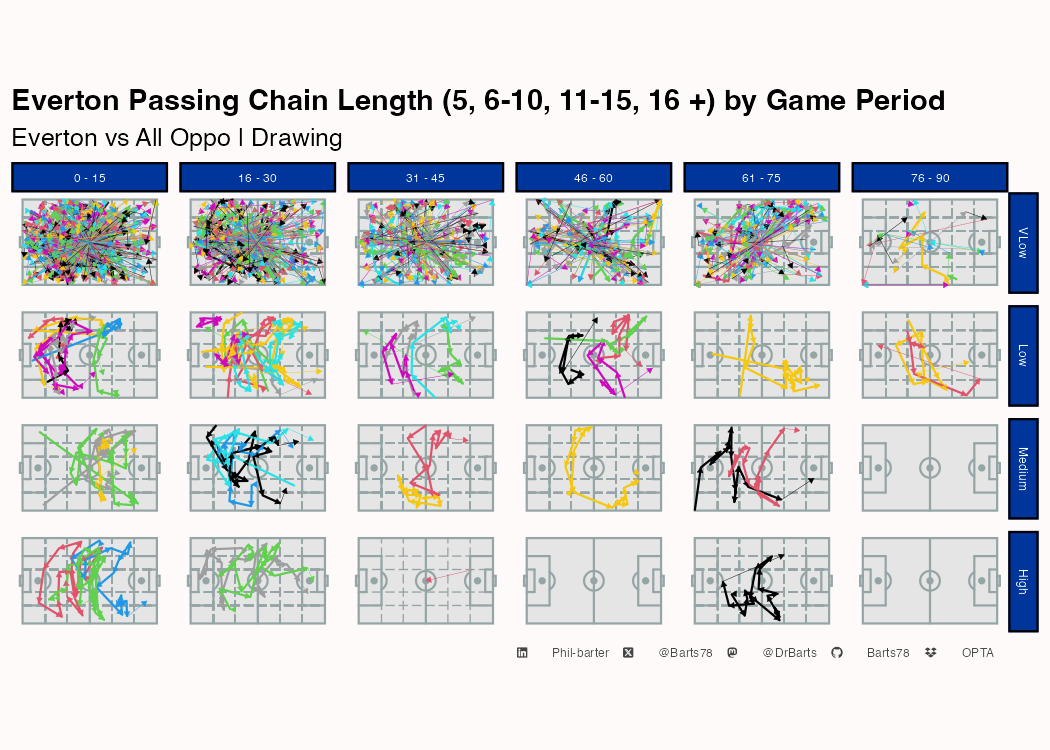 Everton Passing Chain Length (5, 6-10, 11-15, 16 +) by Game Period
Everton vs All Oppo I Drawing
0 - 15
16 - 30
31 - 45
46 - 60
61 - 75
76 - 90
VLow
Low
Medium
High
Phil-barter @Barts78 @DrBarts Barts78 OPTA